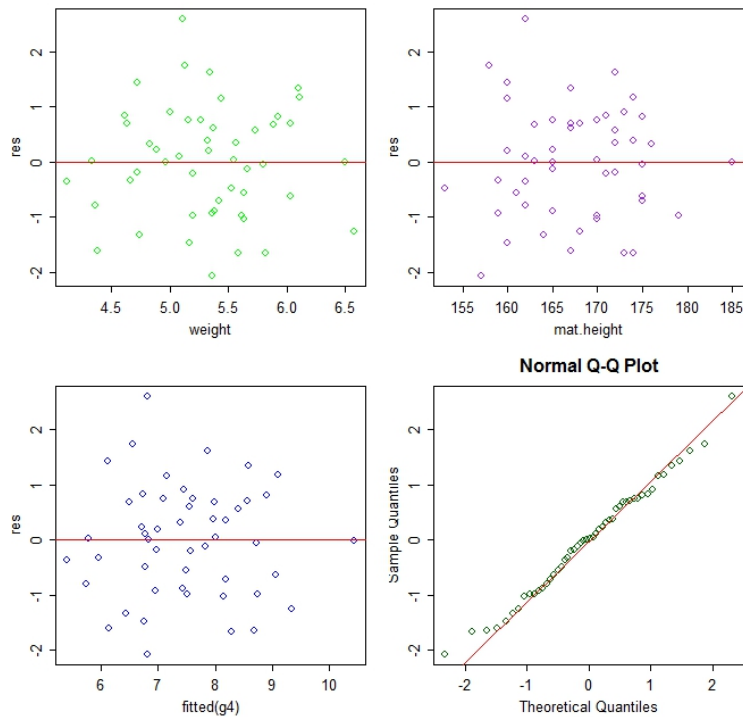 res
2
1
0
-1
-2
4.5 5.0 5.5 6.0 6.5
weight
res
2
1
0
-1
-2
155 160 165 170 175 180 185
mat.height
res
2
1
0
-1
-2
6 7 8 9 10
fitted(g4)
Normal Q-Q Plot
Sample Quantiles
2
1
0
-1
-2
-2 -1 0 1 2
Theoretical Quantiles